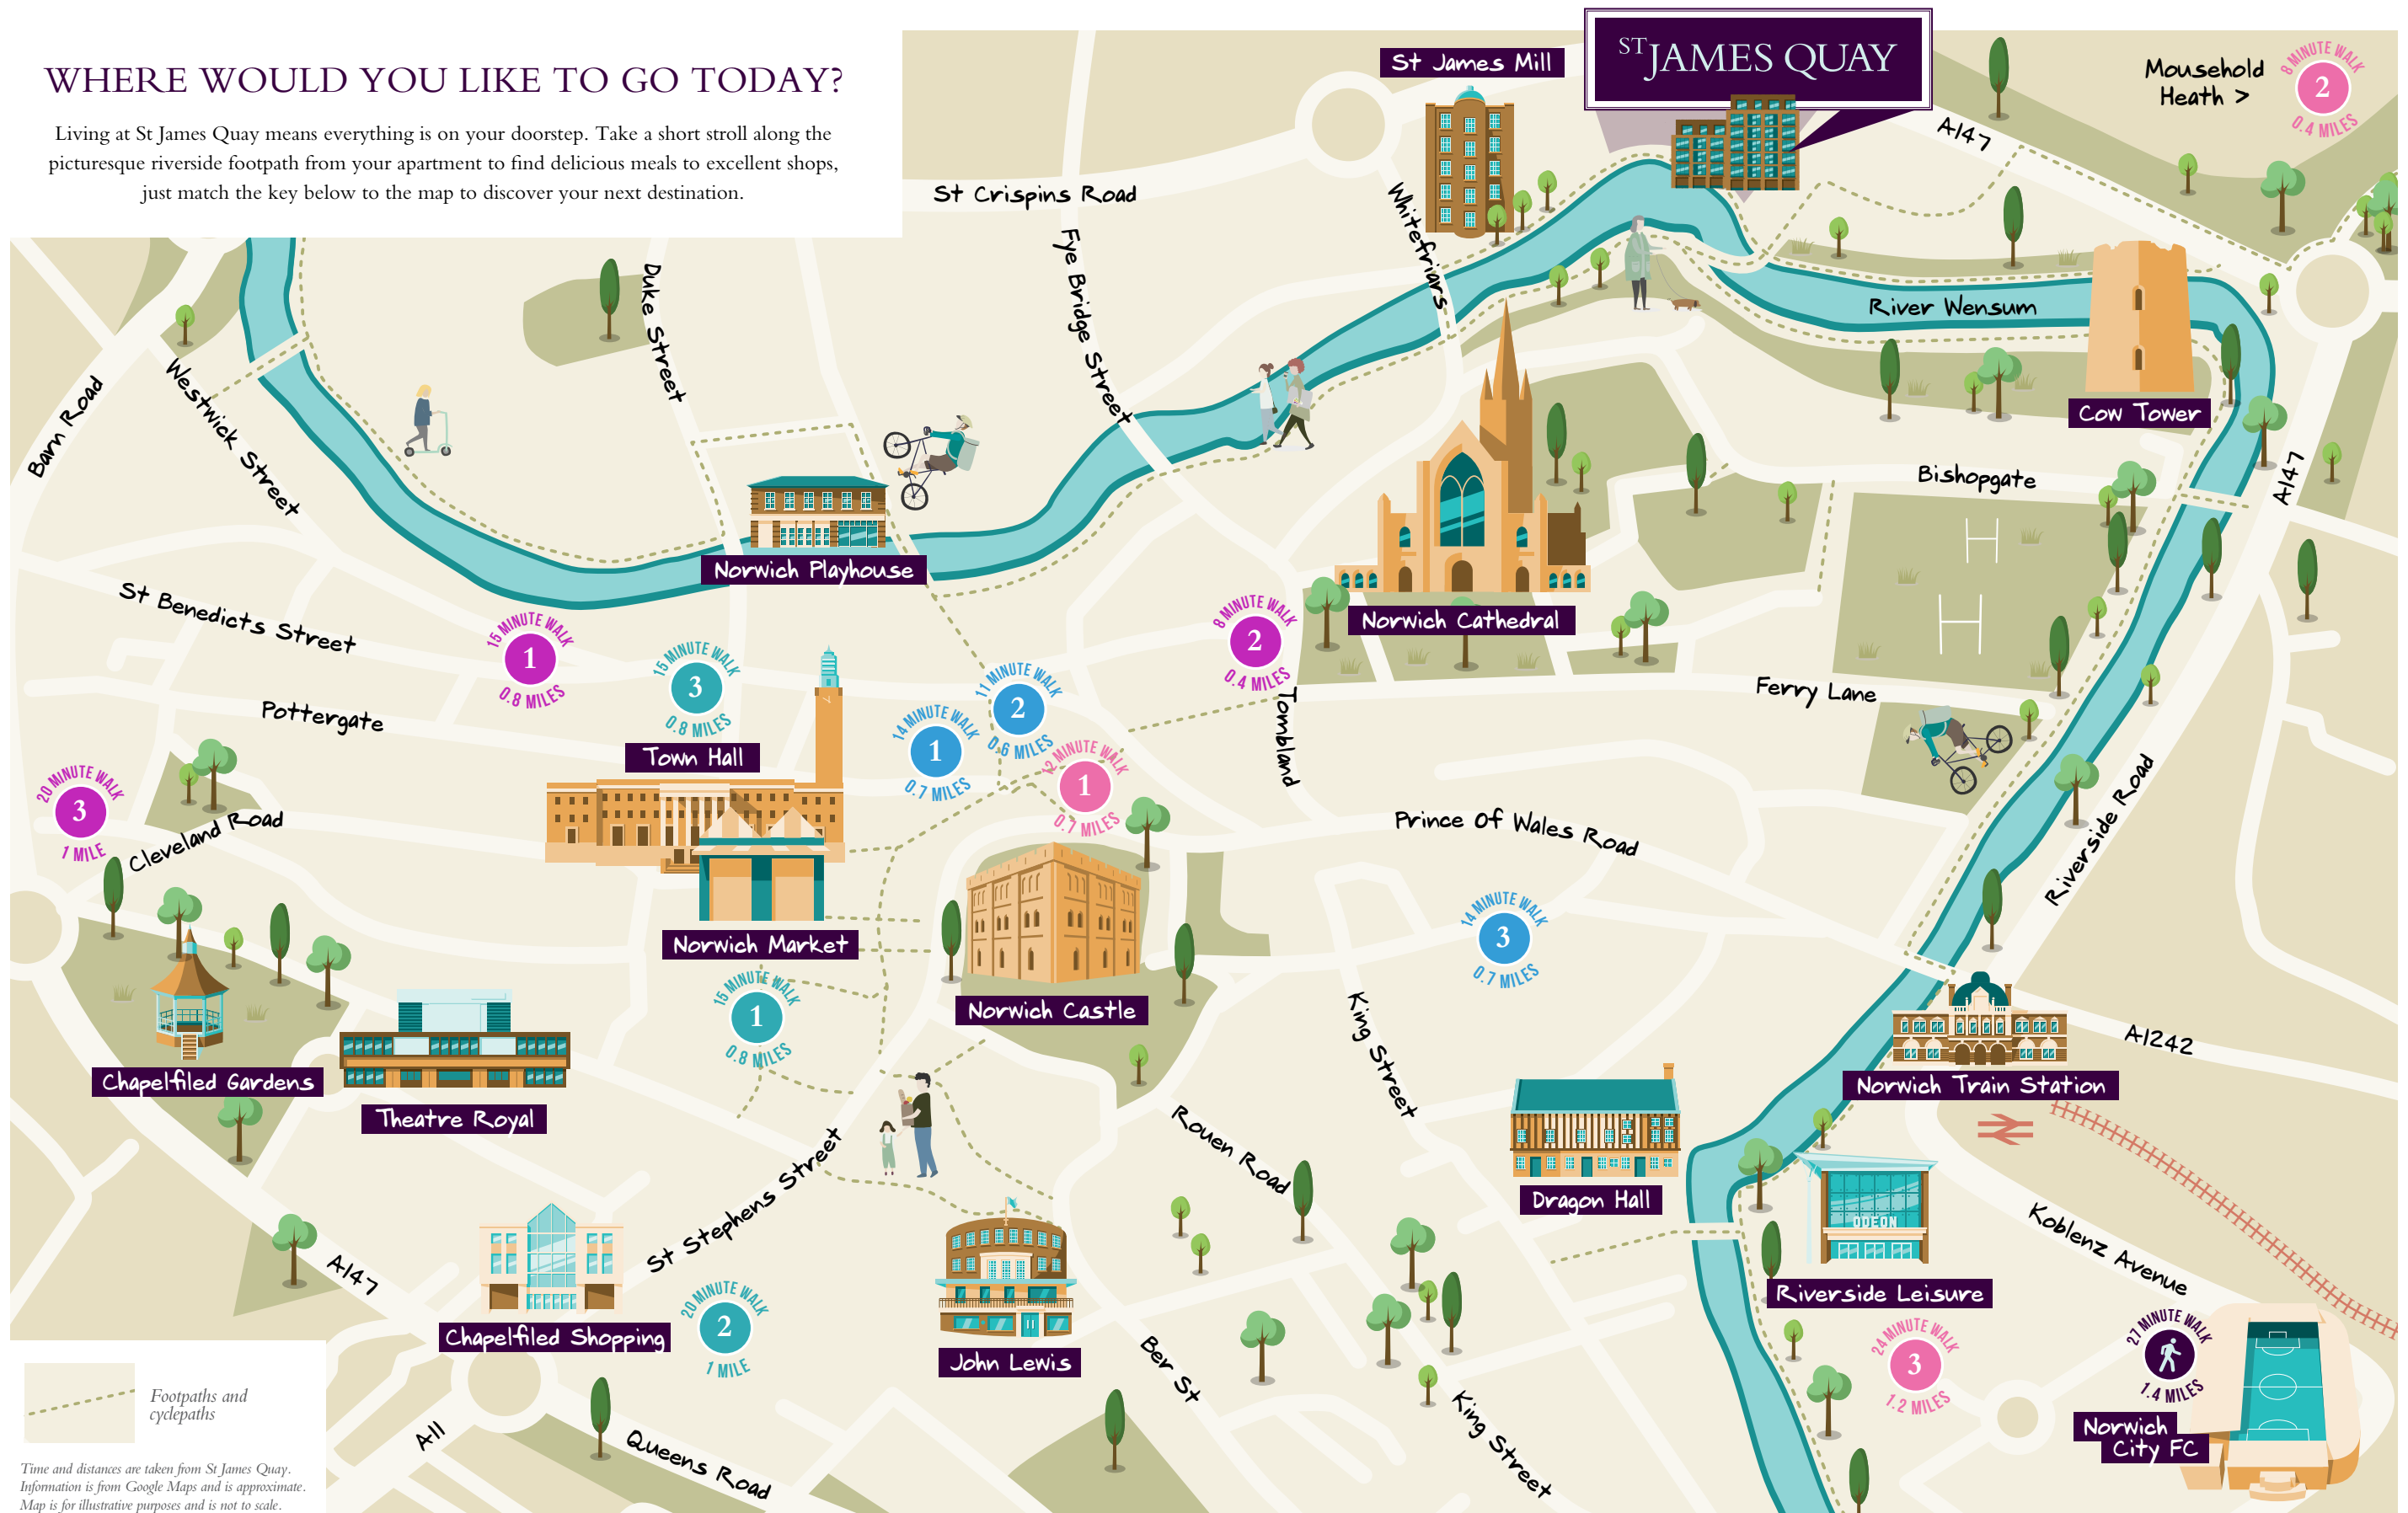 WHERE WOULD YOU LIKE TO GO TODAY?
Living at St James Quay means everything is on your doorstep. Take a short stroll along the
picturesque riverside footpath from your apartment to find delicious meals to excellent shops,
just match the key below to the map to discover your next destination.
St James Mill
ST JAMES QUAY
Mousehold
Heath >
8 MINUTE WALK
2
0.4 MILES
A147
St Crispins Road
Whitefriars
Fye Bridge Street
Duke Street
River Wensum
Barn Road
Westwick Street
Cow Tower
Bishopgate
A147
Norwich Playhouse
St Benedicts Street
Norwich Cathedral
15 MINUTE WALK
1
0.8 MILES
15 MINUTE WALK
3
0.8 MILES
8 MINUTE WALK
2
0.4 MILES
11 MINUTE WALK
2
0.6 MILES
14 MINUTE WALK
1
0.7 MILES
12 MINUTE WALK
1
0.7 MILES
Pottergate
Town Hall
Tombland
Ferry Lane
20 MINUTE WALK
3
1 MILE
Cleveland Road
Prince Of Wales Road
Riverside Road
14 MINUTE WALK
3
0.7 MILES
Norwich Market
15 MINUTE WALK
1
0.8 MILES
Norwich Castle
King Street
A1242
Chapelfiled Gardens
Theatre Royal
Norwich Train Station
Rouen Road
Dragon Hall
ODEON
Koblenz Avenue
St Stephens Street
A147
Riverside Leisure
Chapelfiled Shopping
20 MINUTE WALK
2
1 MILE
John Lewis
Ber St
24 MINUTE WALK
3
1.2 MILES
27 MINUTE WALK
1.4 MILES
Norwich
City FC
King Street
A11
Queens Road
Footpaths and
cyclepaths
Time and distances are taken from St James Quay.
Information is from Google Maps and is approximate.
Map is for illustrative purposes and is not to scale.